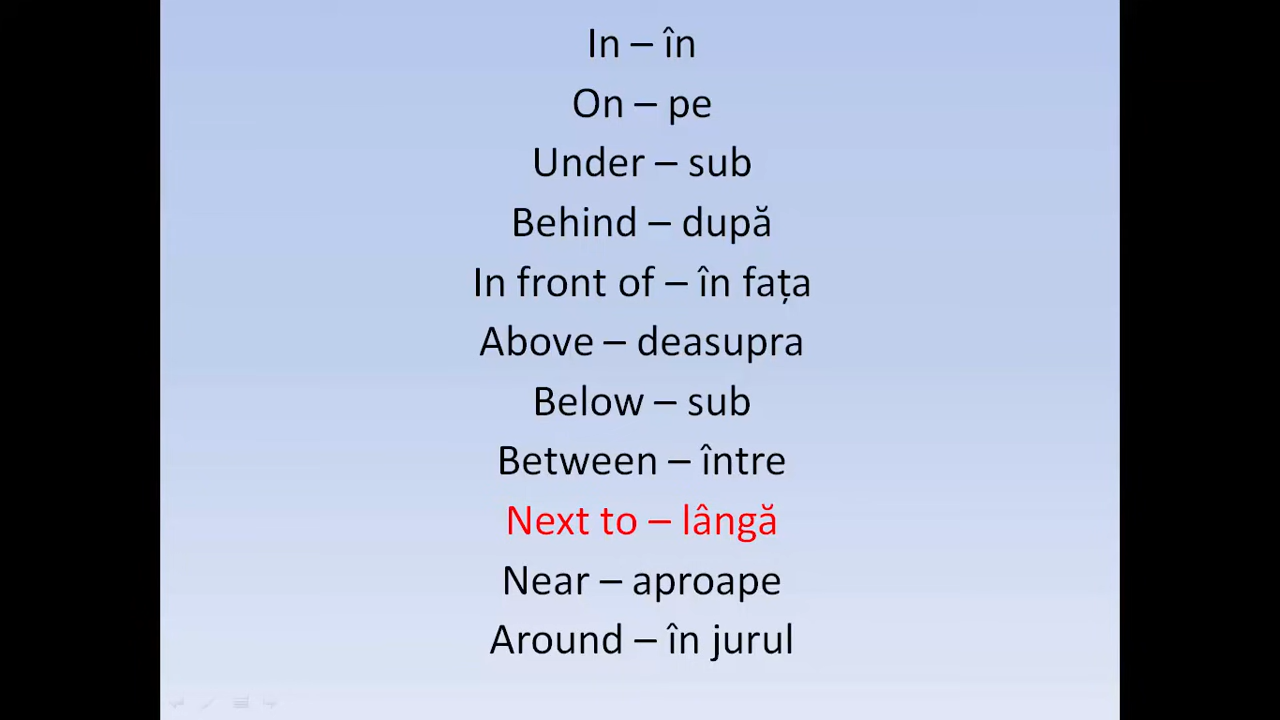 In – în
On – pe
Under – sub
Behind – după
In front of – în fața
Above – deasupra
Below – sub
Between – între
Next to – lângă
Near – aproape
Around – în jurul